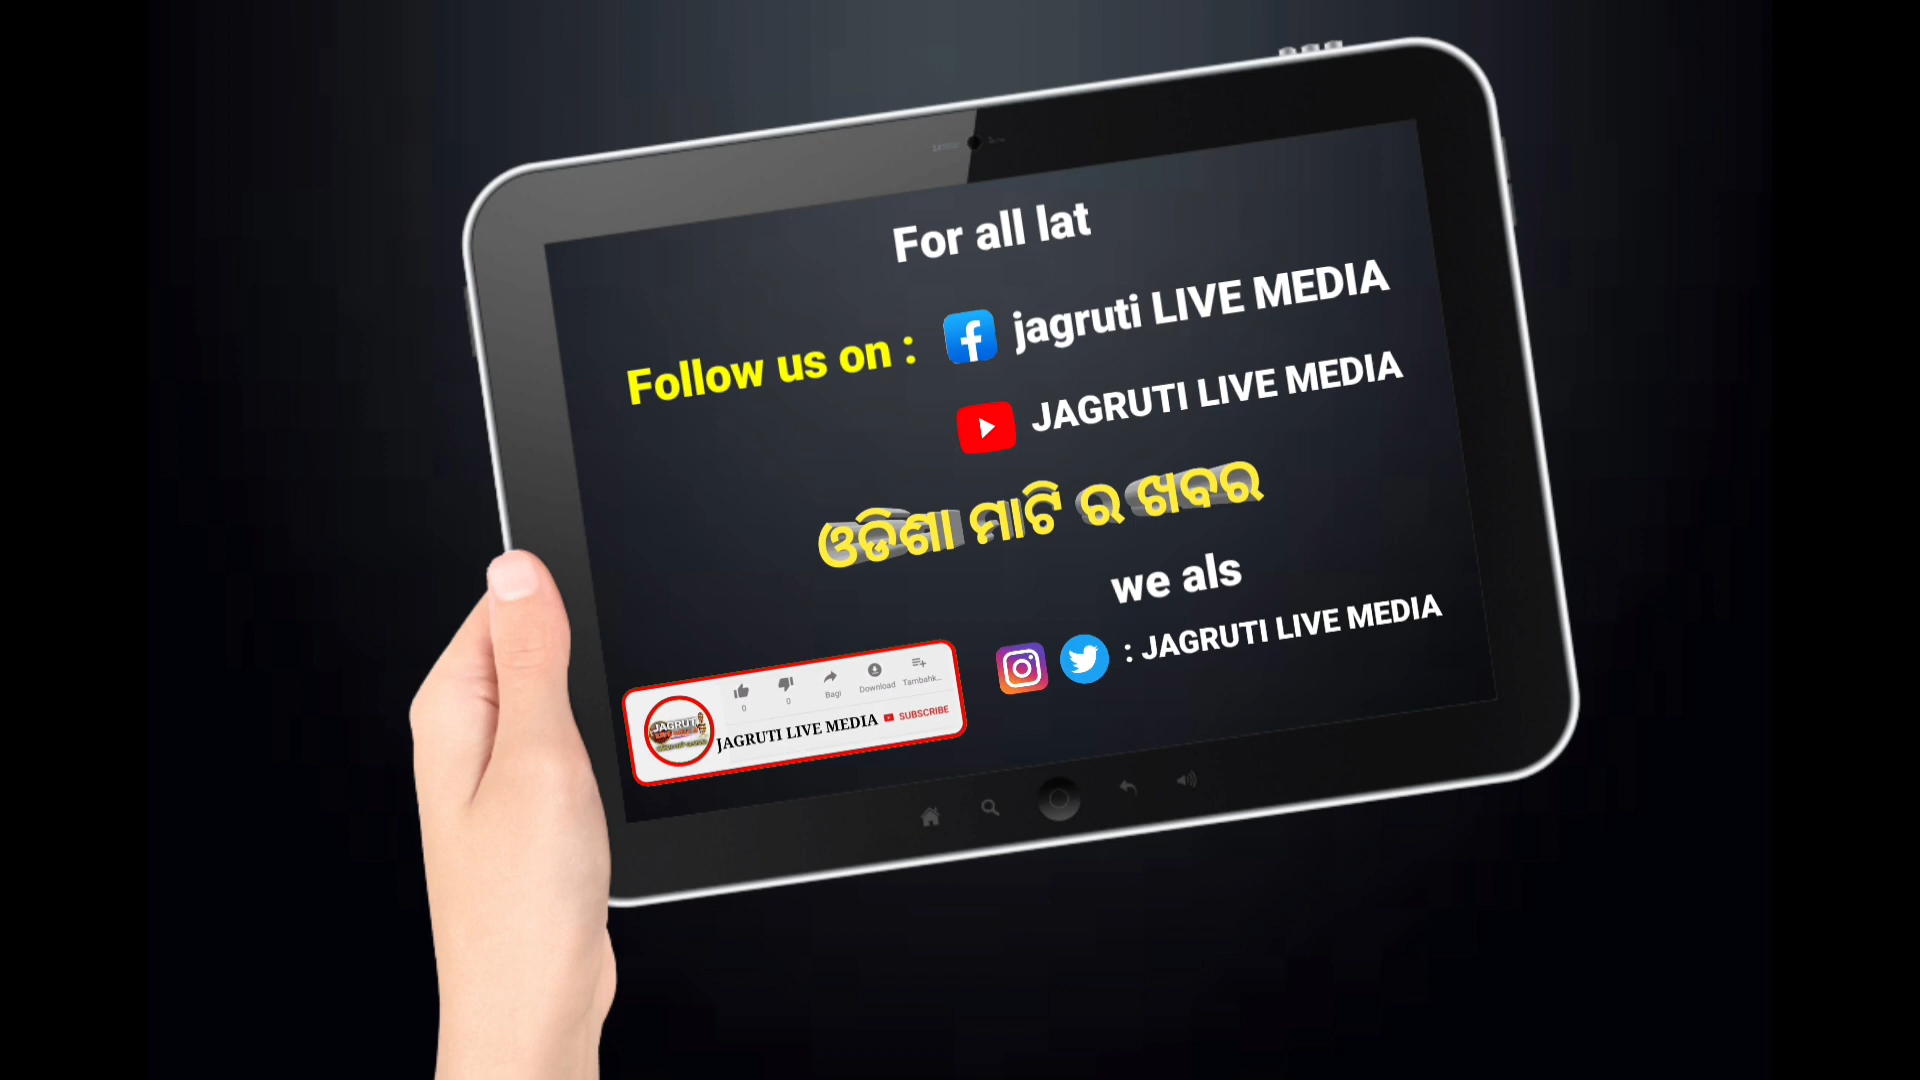 For all lat
Follow us on : jagruti LIVE MEDIA
JAGRUTI LIVE MEDIA
ଓଡିଶା ମାଟି ର ଖବର
we als
: JAGRUTI LIVE MEDIA
0 0 Bagi Download Tambahk...
JAGRUTI LIVE MEDIA SUBSCRIBE
JAGRUTI